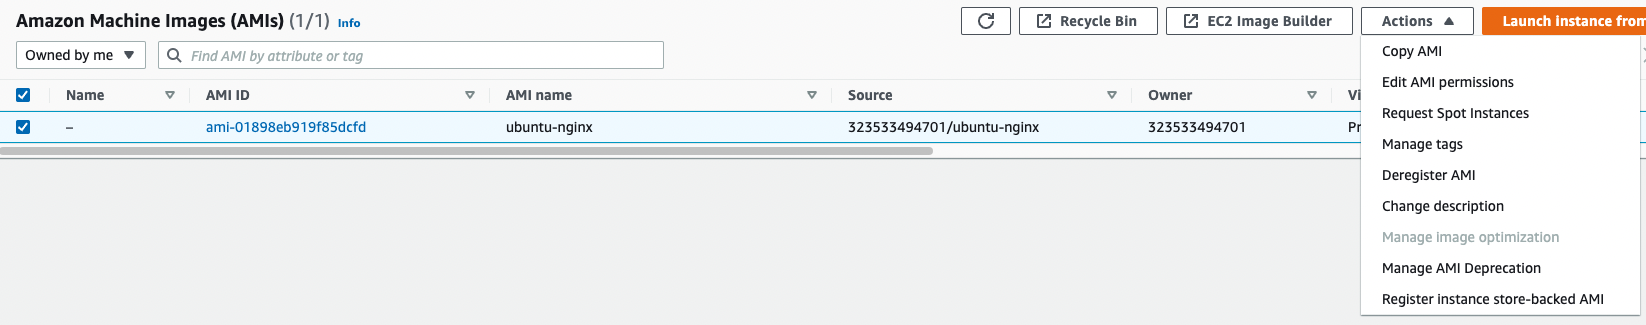 Amazon Machine Images (AMIs) (1/1) Info
Recycle Bin
EC2 Image Builder
Actions
Launch instance from
Owned by me
Find AMI by attribute or tag
Name
AMI ID
AMI name
Source
Owner
Vi
–
ami-01898eb919f85dcfd
ubuntu-nginx
323533494701/ubuntu-nginx
323533494701
Pr
Copy AMI
Edit AMI permissions
Request Spot Instances
Manage tags
Deregister AMI
Change description
Manage image optimization
Manage AMI Deprecation
Register instance store-backed AMI